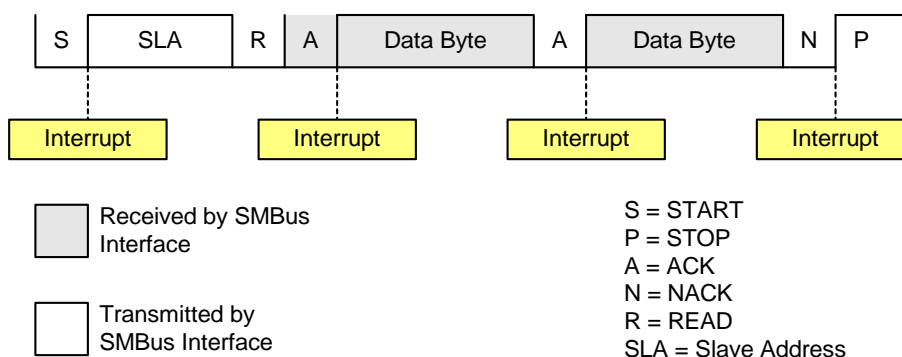 S SLA R A Data Byte A Data Byte N P
Interrupt Interrupt Interrupt Interrupt
Received by SMBus
Interface
Transmitted by
SMBus Interface
S = START
P = STOP
A = ACK
N = NACK
R = READ
SLA = Slave Address